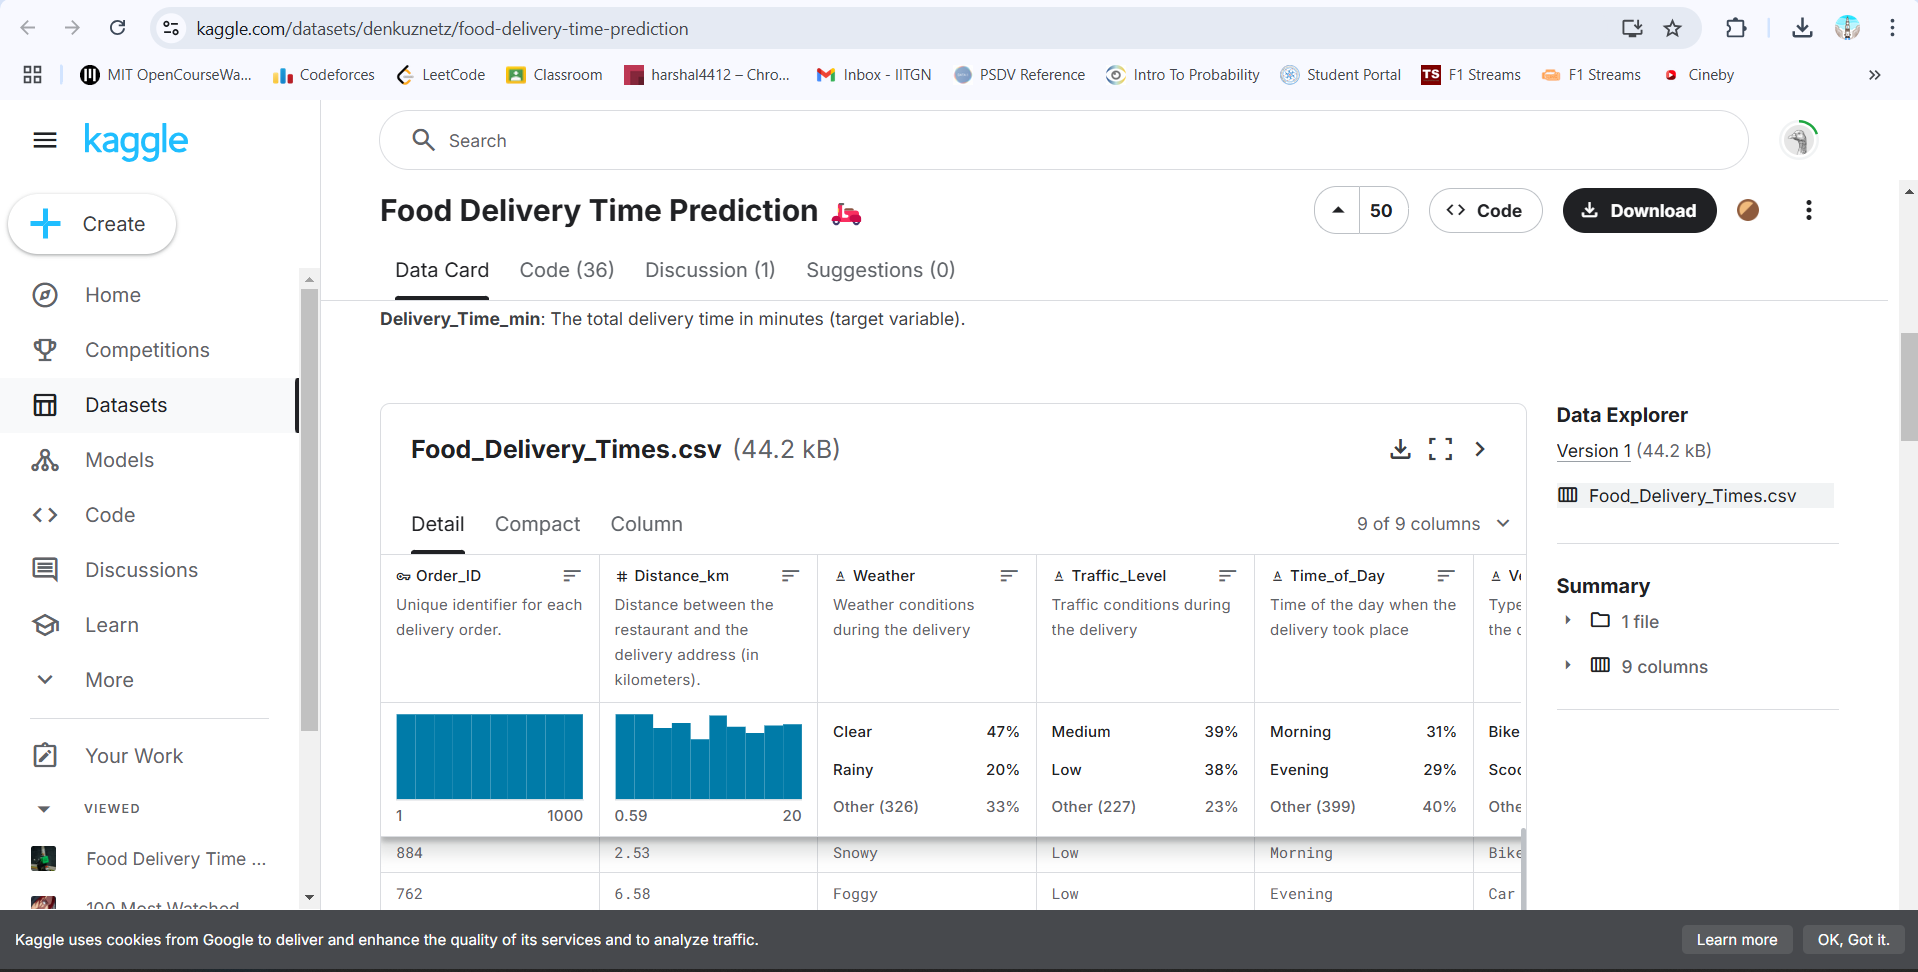 kaggle.com/datasets/denkuznetz/food-delivery-time-prediction
MIT OpenCourseWa... Codeforces LeetCode Classroom harshal4412 – Chro... Inbox - IITGN PSDV Reference Intro To Probability Student Portal F1 Streams F1 Streams Cineby
kaggle
Search
Create
Home
Competitions
Datasets
Models
Code
Discussions
Learn
More
Your Work
VIEWED
Food Delivery Time ...
100 Most Watched
Food Delivery Time Prediction
50
Code
Download
Data Card Code (36) Discussion (1) Suggestions (0)
Delivery_Time_min: The total delivery time in minutes (target variable).
Food_Delivery_Times.csv (44.2 kB)
Detail Compact Column 9 of 9 columns
Order_ID
Unique identifier for each
delivery order.
1 1000
# Distance_km
Distance between the
restaurant and the
delivery address (in
kilometers).
0.59 20
A Weather
Weather conditions
during the delivery
Clear 47%
Rainy 20%
Other (326) 33%
A Traffic_Level
Traffic conditions during
the delivery
Medium 39%
Low 38%
Other (227) 23%
A Time_of_Day
Time of the day when the
delivery took place
Morning 31%
Evening 29%
Other (399) 40%
A Ve
Type
the d
Bike
Scoo
Othe
884 2.53 Snowy Low Morning Bike
762 6.58 Foggy Low Evening Car
Data Explorer
Version 1 (44.2 kB)
Food_Delivery_Times.csv
Summary
1 file
9 columns
Kaggle uses cookies from Google to deliver and enhance the quality of its services and to analyze traffic.
Learn more
OK, Got it.